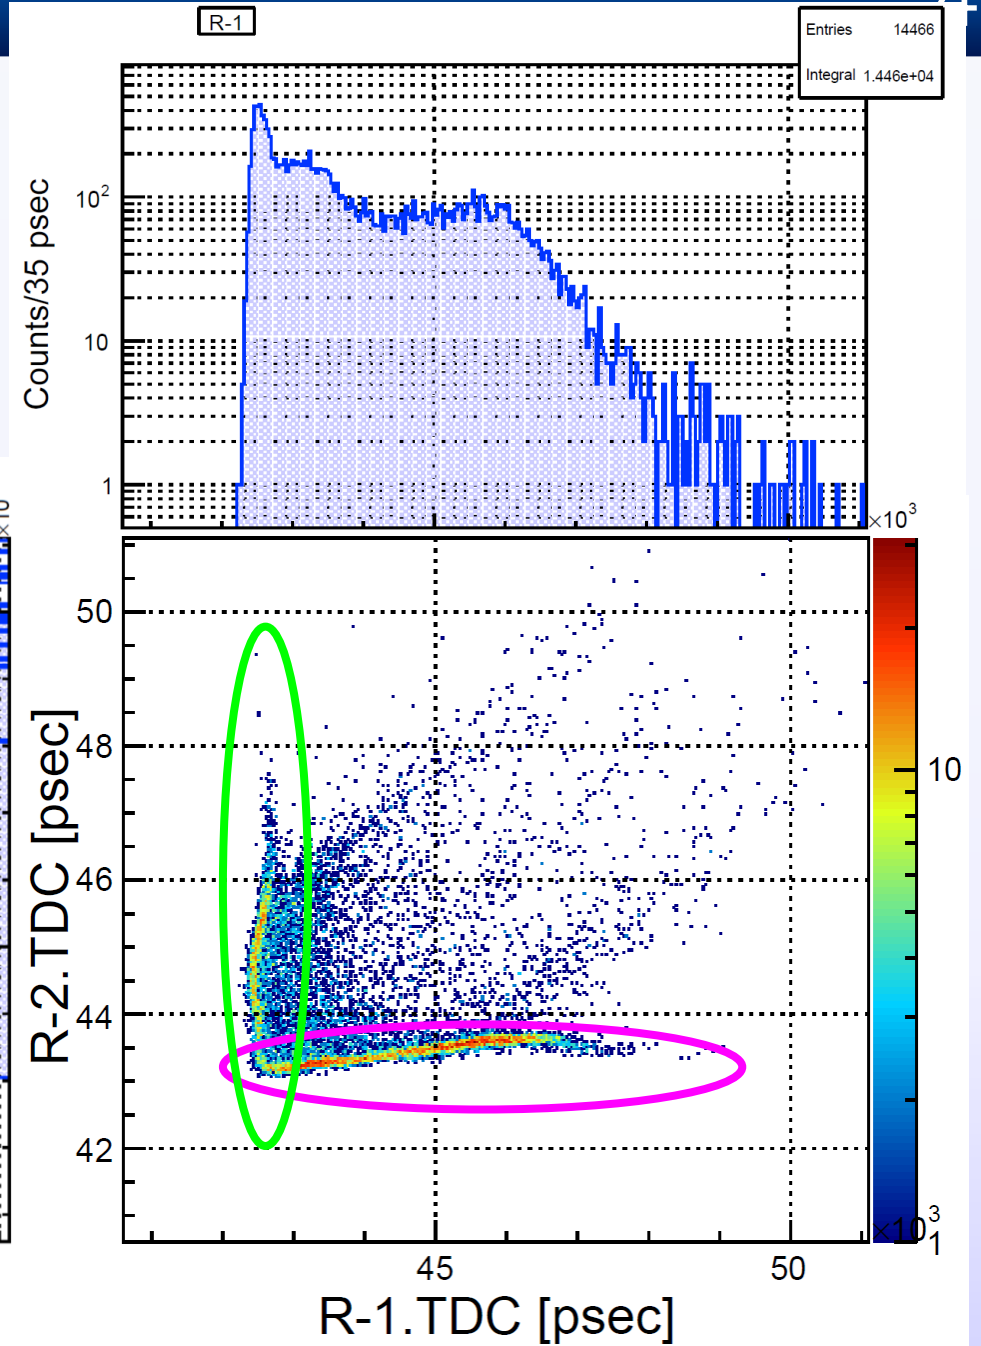 R-1
Entries 14466
Integral 1.446e+04
Counts/35 psec
10²
10
1
×10³
50
48
46
44
42
R-2.TDC [psec]
10
1
×10³
45 50
R-1.TDC [psec]